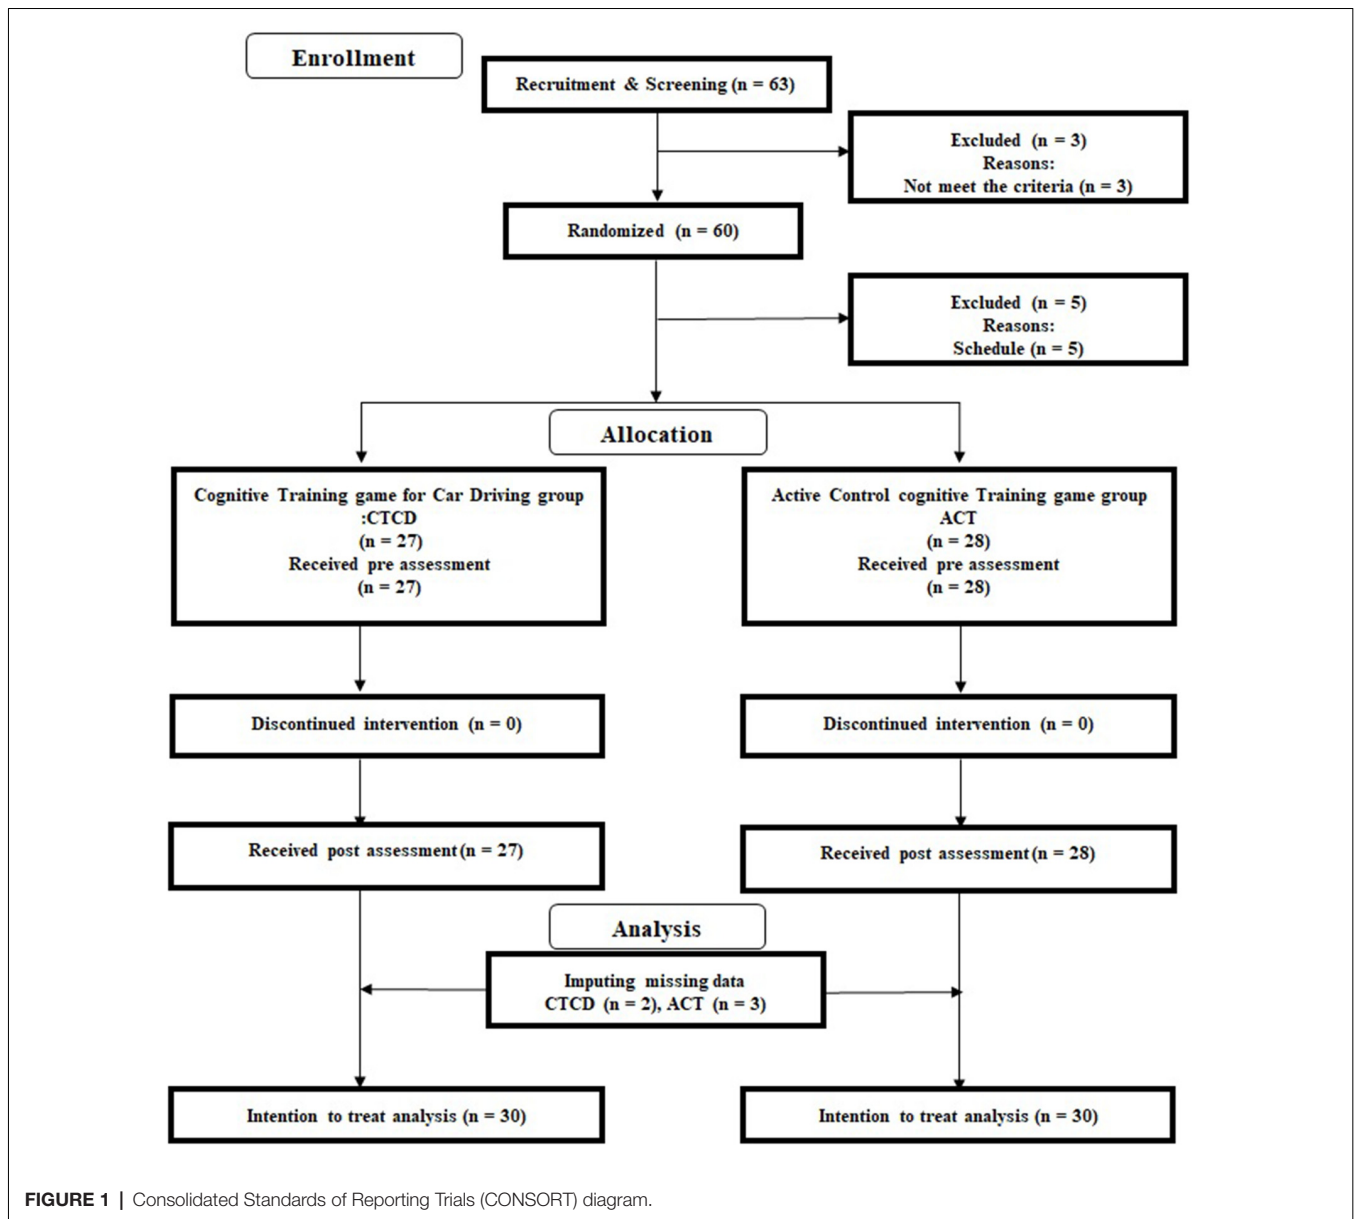 Enrollment
Recruitment & Screening (n = 63)
Excluded (n = 3)
Reasons:
Not meet the criteria (n = 3)
Randomized (n = 60)
Excluded (n = 5)
Reasons:
Schedule (n = 5)
Allocation
Cognitive Training game for Car Driving group
:CTCD
(n = 27)
Received pre assessment
(n = 27)
Active Control cognitive Training game group
ACT
(n = 28)
Received pre assessment
(n = 28)
Discontinued intervention (n = 0)
Discontinued intervention (n = 0)
Received post assessment (n = 27)
Received post assessment (n = 28)
Analysis
Imputing missing data
CTCD (n = 2), ACT (n = 3)
Intention to treat analysis (n = 30)
Intention to treat analysis (n = 30)
FIGURE 1 | Consolidated Standards of Reporting Trials (CONSORT) diagram.